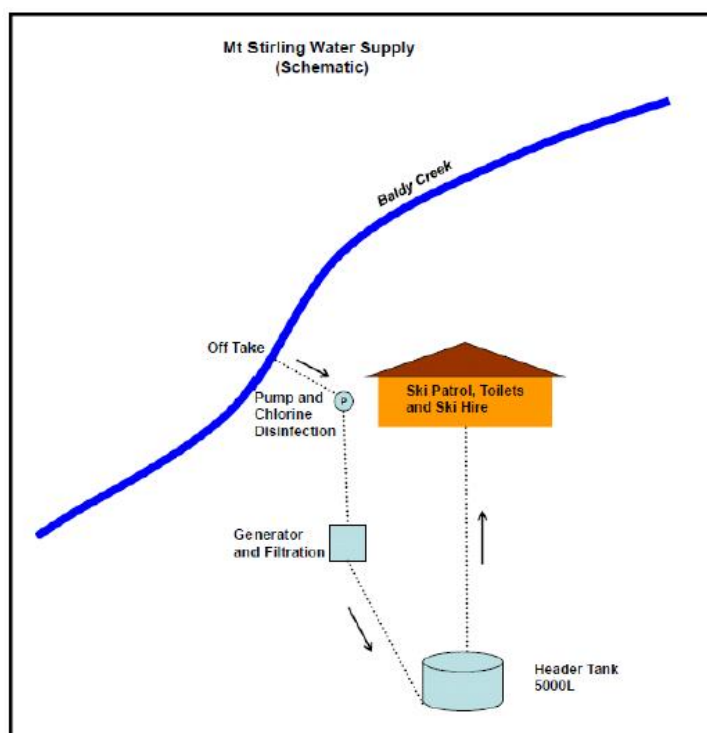 Mt Stirling Water Supply
(Schematic)
Baldy Creek
Off Take
P
Pump and
Chlorine
Disinfection
Ski Patrol, Toilets
and Ski Hire
Generator
and Filtration
Header Tank
5000L